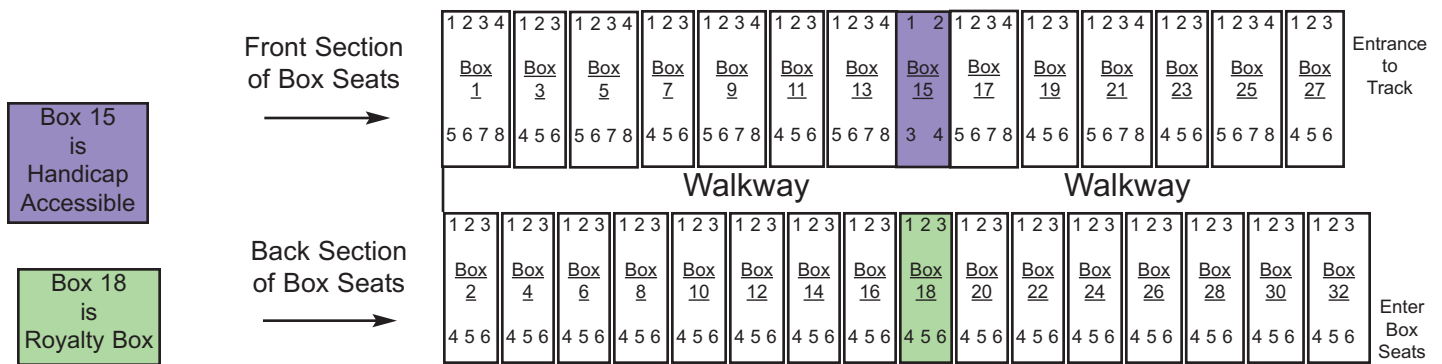 Front Section
of Box Seats
1 2 3 4 1 2 3 1 2 3 4 1 2 3 1 2 3 4 1 2 3 1 2 3 4 1 2 1 2 3 4 1 2 3 1 2 3 4 1 2 3 1 2 3 4 1 2 3
Box Box Box Box Box Box Box Box Box Box Box Box Box Box
1 3 5 7 9 11 13 15 17 19 21 23 25 27
5 6 7 8 4 5 6 5 6 7 8 4 5 6 5 6 7 8 4 5 6 5 6 7 8 3 4 5 6 7 8 4 5 6 5 6 7 8 4 5 6 5 6 7 8 4 5 6
Entrance
to
Track
Box 15
is
Handicap
Accessible
Walkway Walkway
Back Section
of Box Seats
1 2 3 1 2 3 1 2 3 1 2 3 1 2 3 1 2 3 1 2 3 1 2 3 1 2 3 1 2 3 1 2 3 1 2 3 1 2 3 1 2 3 1 2 3 1 2 3
Box Box Box Box Box Box Box Box Box Box Box Box Box Box Box Box
2 4 6 8 10 12 14 16 18 20 22 24 26 28 30 32
4 5 6 4 5 6 4 5 6 4 5 6 4 5 6 4 5 6 4 5 6 4 5 6 4 5 6 4 5 6 4 5 6 4 5 6 4 5 6 4 5 6 4 5 6 4 5 6
Box 18
is
Royalty Box
Enter
Box
Seats